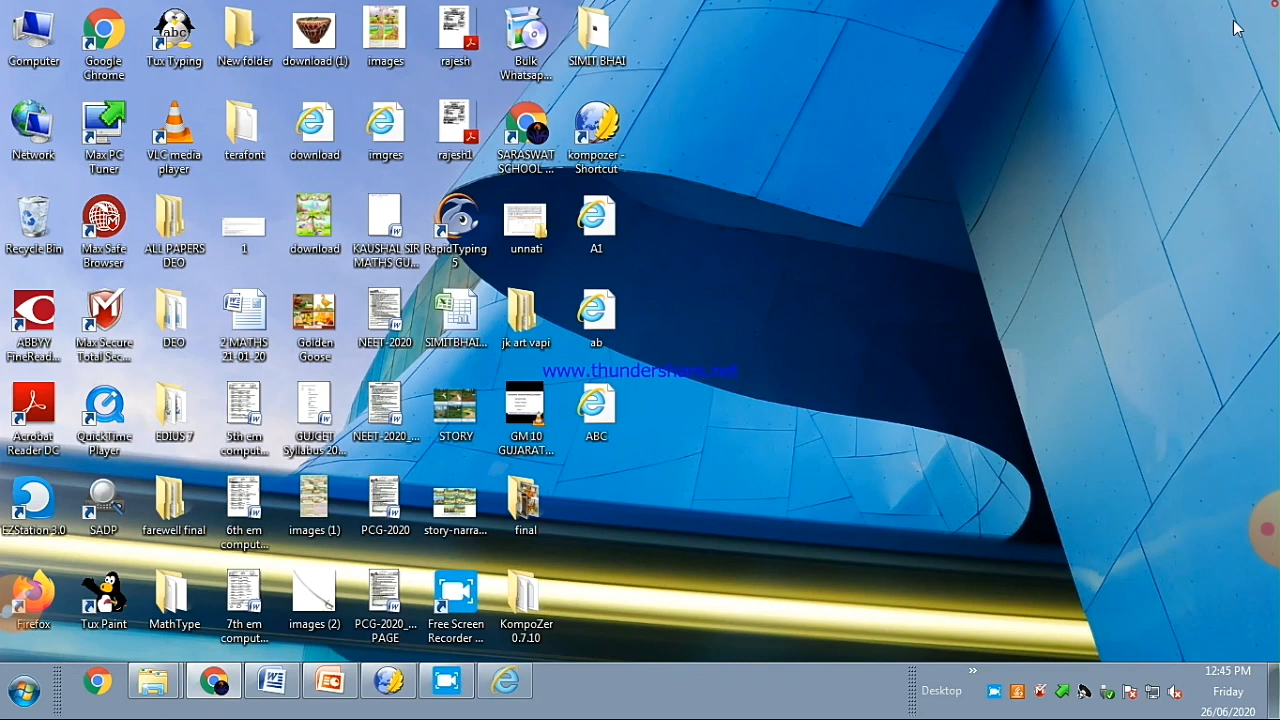 Computer
Google
Chrome
Tux Typing
New folder
download (1)
images
rajesh
Bulk
Whatsap...
SIMIT BHAI
Network
Max PC
Tuner
VLC media
player
terafont
download
imgres
rajesh1
SARASWAT
SCHOOL ...
kompozer -
Shortcut
Recycle Bin
Max Safe
Browser
ALL PAPERS
DEO
1
download
KAUSHAL SIR
MATHS GU...
RapidTyping
5
unnati
A1
ABBYY
FineRead...
Max Secure
Total Sec...
DEO
2 MATHS
21-01-20
Golden
Goose
NEET-2020
SIMITBHAI...
jk art vapi
ab
www.thundershare.net
Acrobat
Reader DC
QuickTime
Player
EDIUS 7
5th em
comput...
GUJCET
Syllabus 20...
NEET-2020_...
STORY
GM 10
GUJARAT...
ABC
EZStation 3.0
SADP
farewell final
6th em
comput...
images (1)
PCG-2020
story-narra...
final
Firefox
Tux Paint
MathType
7th em
comput...
images (2)
PCG-2020_...
PAGE
Free Screen
Recorder ...
KompoZer
0.7.10
Desktop
»
12:45 PM
Friday
26/06/2020